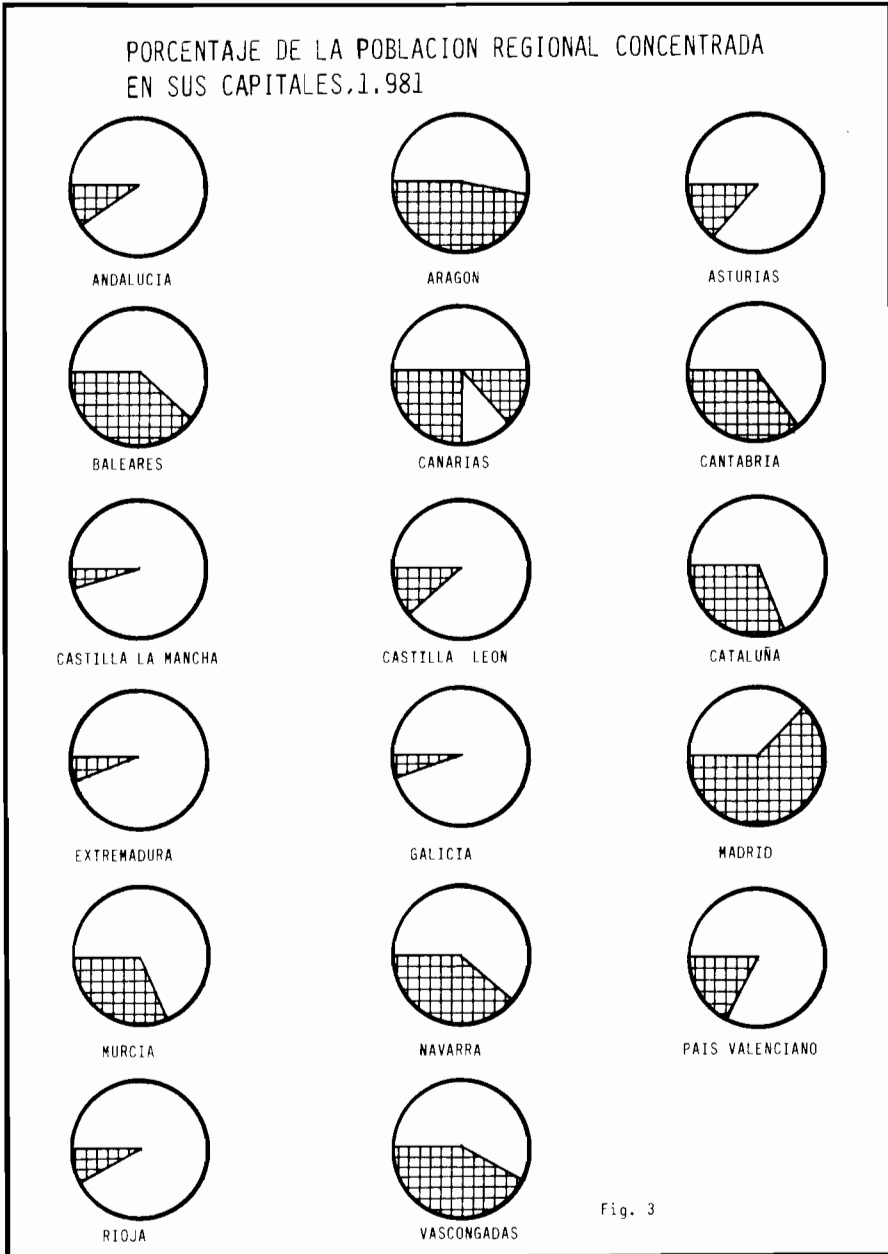 PORCENTAJE DE LA POBLACION REGIONAL CONCENTRADA
EN SUS CAPITALES,1.981
ANDALUCIA
ARAGON
ASTURIAS
BALEARES
CANARIAS
CANTABRIA
CASTILLA LA MANCHA
CASTILLA LEON
CATALUÑA
EXTREMADURA
GALICIA
MADRID
MURCIA
NAVARRA
PAIS VALENCIANO
RIOJA
VASCONGADAS
Fig. 3